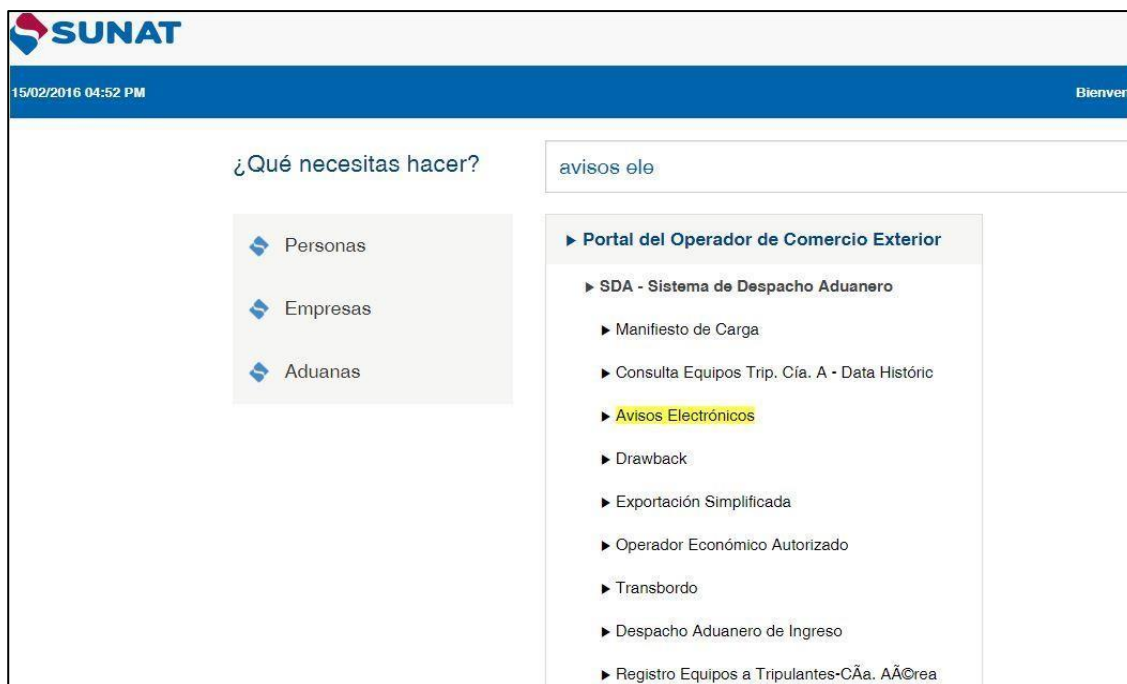 SUNAT
15/02/2016 04:52 PM
Bienven
¿Qué necesitas hacer?
avisos ele
Personas
Empresas
Aduanas
Portal del Operador de Comercio Exterior
SDA - Sistema de Despacho Aduanero
Manifiesto de Carga
Consulta Equipos Trip. Cía. A - Data Históric
Avisos Electrónicos
Drawback
Exportación Simplificada
Operador Económico Autorizado
Transbordo
Despacho Aduanero de Ingreso
Registro Equipos a Tripulantes-CÃa. AÃ©rea